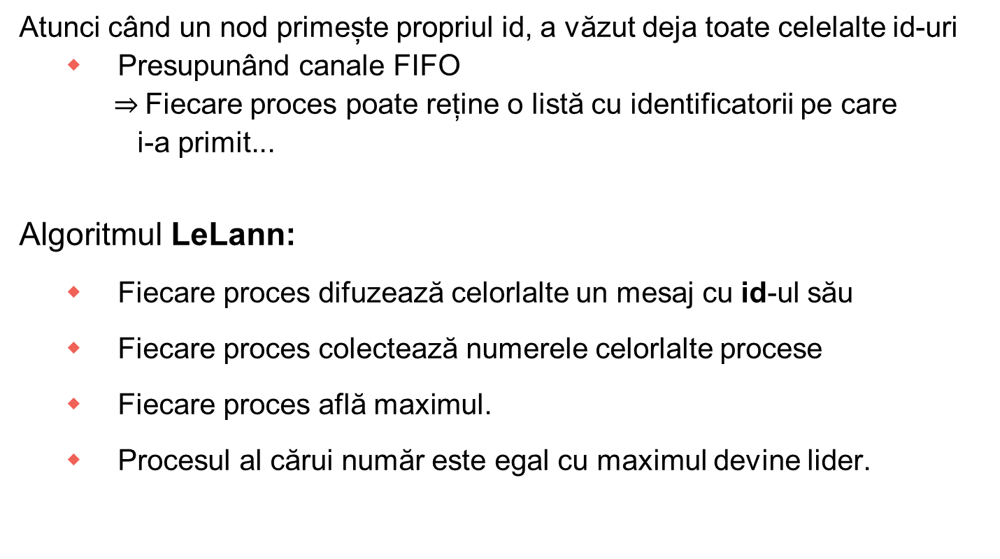 Atunci când un nod primește propriul id, a văzut deja toate celelalte id-uri
◆ Presupunând canale FIFO
⇒ Fiecare proces poate reține o listă cu identificatorii pe care
i-a primit...
Algoritmul LeLann:
◆ Fiecare proces difuzează celorlalte un mesaj cu id-ul său
◆ Fiecare proces colectează numerele celorlalte procese
◆ Fiecare proces află maximul.
◆ Procesul al cărui număr este egal cu maximul devine lider.